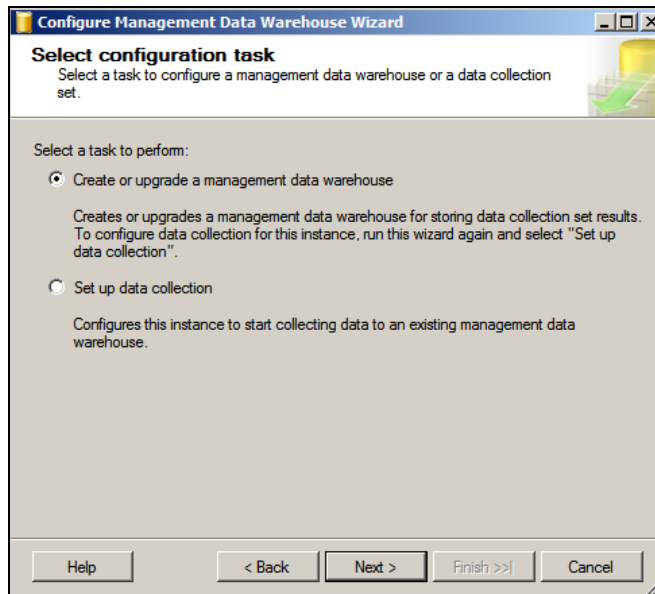 Configure Management Data Warehouse Wizard
Select configuration task
Select a task to configure a management data warehouse or a data collection
set.
Select a task to perform:
Create or upgrade a management data warehouse
Creates or upgrades a management data warehouse for storing data collection set results.
To configure data collection for this instance, run this wizard again and select "Set up
data collection".
Set up data collection
Configures this instance to start collecting data to an existing management data
warehouse.
Help
< Back
Next >
Finish >>|
Cancel